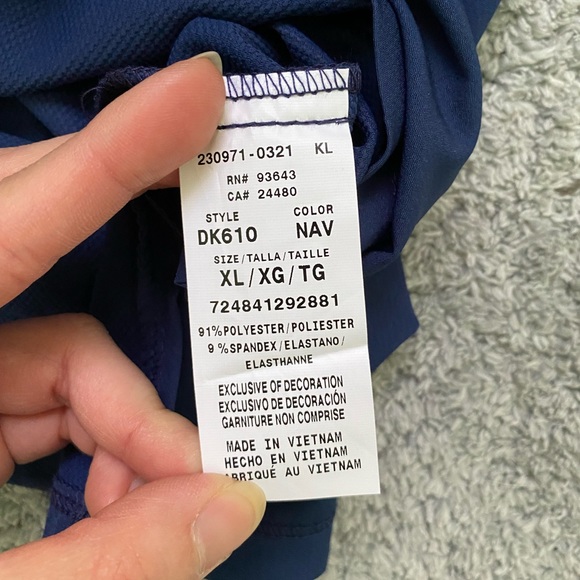 230971-0321 KL
RN# 93643
CA# 24480
STYLE COLOR
DK610 NAV
SIZE/TALLA/TAILLE
XL/XG/TG
724841292881
91%POLYESTER/POLIESTER
9%SPANDEX/ELASTANO/
ELASTHANNE
EXCLUSIVE OF DECORATION
EXCLUSIVO DE DECORACIÓN
GARNITURE NON COMPRISE
MADE IN VIETNAM
HECHO EN VIETNAM
FABRIQUÉ AU VIETNAM